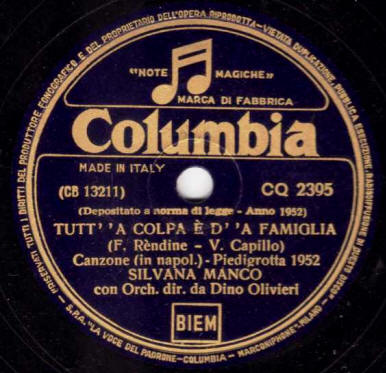 RISERVATI TUTTI I DIRITTI DEL PRODUTTORE FONOGRAFICO E DEL PROPRIETARIO DELL'OPERA RIPRODOTTA - VIETATA DUPLICAZIONE, PUBBLICA ESECUZIONE, RADIODIFFUSIONE DI QUESTO DISCO
"NOTE MAGICHE"
MARCA DI FABBRICA
Columbia
MADE IN ITALY
(CB 13211) CQ 2395
(Depositato a norma di legge - Anno 1952)
TUTT' 'A COLPA È D' 'A FAMIGLIA
(F. Rèndine - V. Capillo)
Canzone (in napol.) - Piedigrotta 1952
SILVANA MANCO
con Orch. dir. da Dino Olivieri
BIEM
S.P.A. "LA VOCE DEL PADRONE-COLUMBIA-MARCONIPHONE"-MILANO